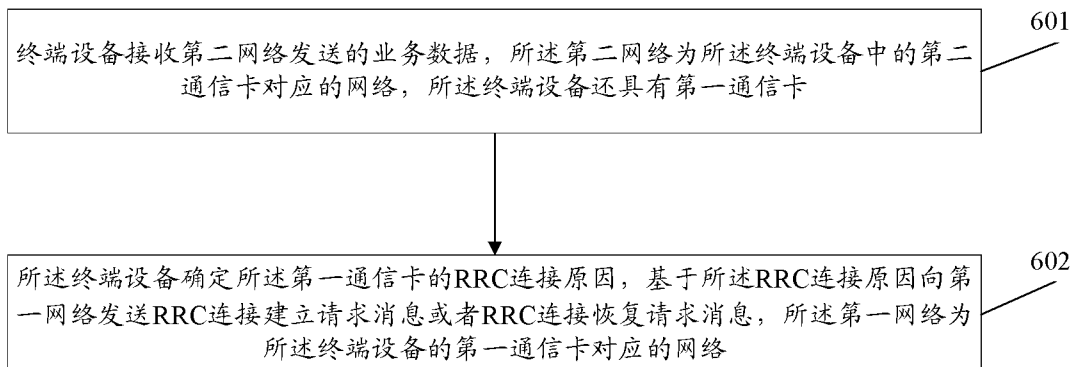 601
终端设备接收第二网络发送的业务数据，所述第二网络为所述终端设备中的第二
通信卡对应的网络，所述终端设备还具有第一通信卡
602
所述终端设备确定所述第一通信卡的RRC连接原因，基于所述RRC连接原因向第
一网络发送RRC连接建立请求消息或者RRC连接恢复请求消息，所述第一网络为
所述终端设备的第一通信卡对应的网络